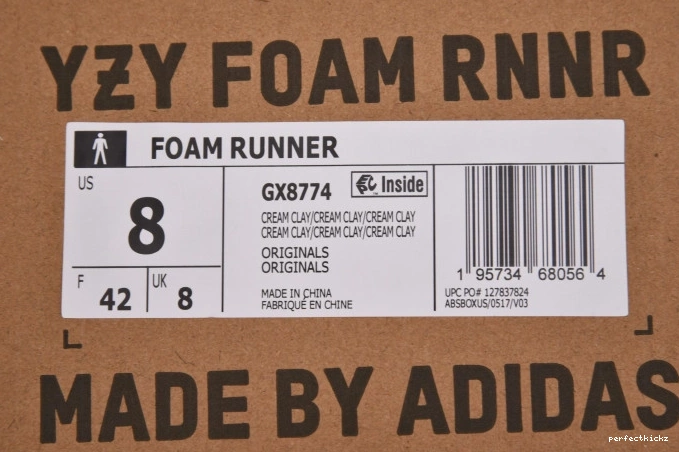 YZY FOAM RNNR
FOAM RUNNER
US
8
F
42
UK
8
GX8774
Inside
CREAM CLAY/CREAM CLAY/CREAM CLAY
CREAM CLAY/CREAM CLAY/CREAM CLAY
ORIGINALS
ORIGINALS
MADE IN CHINA
FABRIQUÉ EN CHINE
1 95734 68056 4
UPC PO# 127837824
ABSBOXUS/0517/V03
MADE BY ADIDAS
perfectkickz